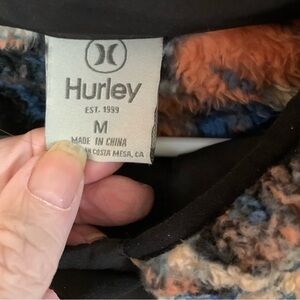 Hurley
EST. 1999
M
MADE IN CHINA
COSTA MESA, CA